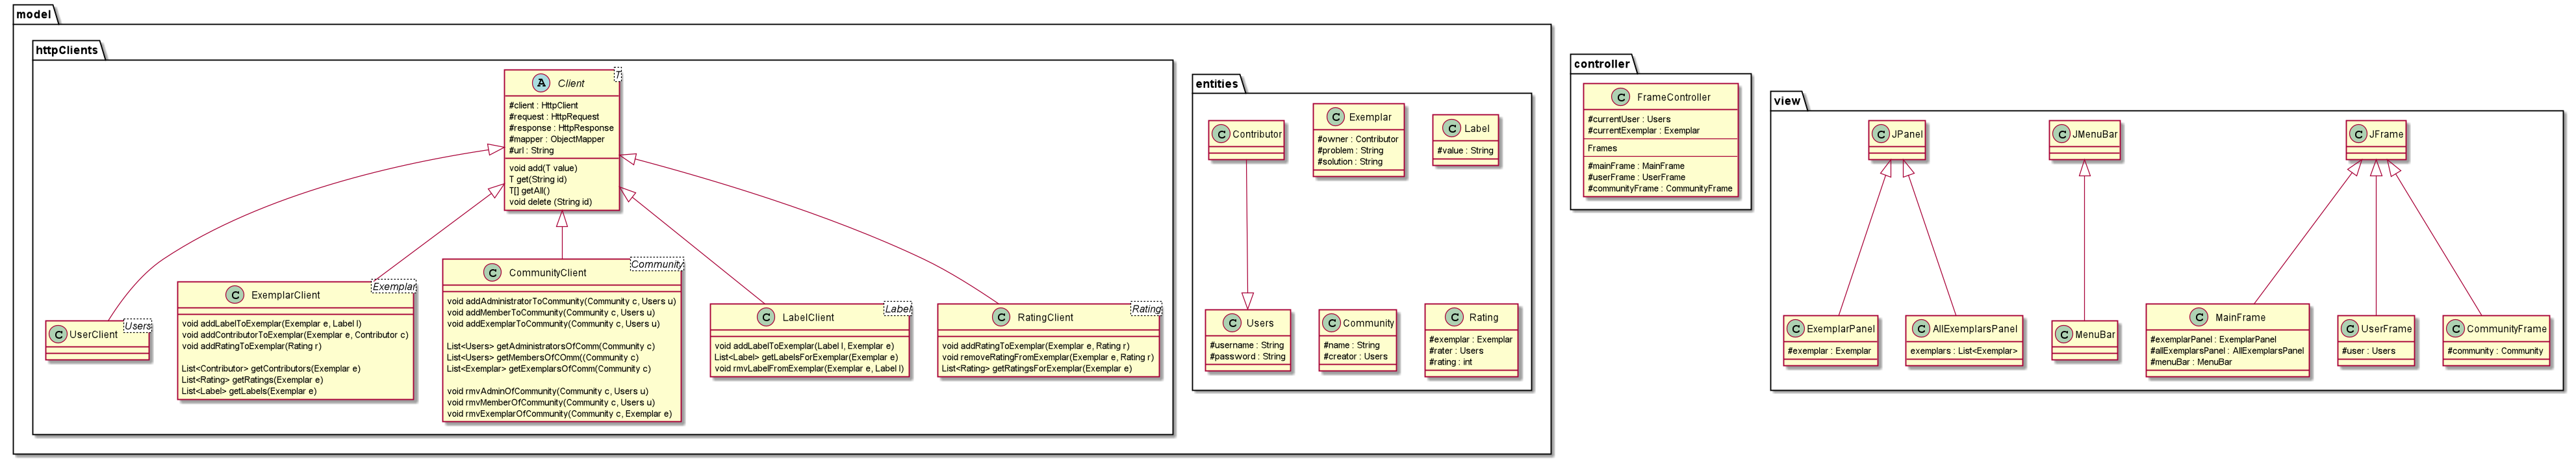 model
httpClients
A Client
T
#client : HttpClient
#request : HttpRequest
#response : HttpResponse
#mapper : ObjectMapper
#url : String
void add(T value)
T get(String id)
T[] getAll()
void delete (String id)
C UserClient
Users
C ExemplarClient
Exemplar
void addLabelToExemplar(Exemplar e, Label l)
void addContributorToExemplar(Exemplar e, Contributor c)
void addRatingToExemplar(Rating r)
List<Contributor> getContributors(Exemplar e)
List<Rating> getRatings(Exemplar e)
List<Label> getLabels(Exemplar e)
C CommunityClient
Community
void addAdministratorToCommunity(Community c, Users u)
void addMemberToCommunity(Community c, Users u)
void addExemplarToCommunity(Community c, Users u)
List<Users> getAdministratorsOfComm(Community c)
List<Users> getMembersOfCOmm((Community c)
List<Exemplar> getExemplarsOfComm(Community c)
void rmvAdminOfCommunity(Community c, Users u)
void rmvMemberOfCommunity(Community c, Users u)
void rmvExemplarOfCommunity(Community c, Exemplar e)
C LabelClient
Label
void addLabelToExemplar(Label l, Exemplar e)
List<Label> getLabelsForExemplar(Exemplar e)
void rmvLabelFromExemplar(Exemplar e, Label l)
C RatingClient
Rating
void addRatingToExemplar(Exemplar e, Rating r)
void removeRatingFromExemplar(Exemplar e, Rating r)
List<Rating> getRatingsForExemplar(Exemplar e)
entities
C Contributor
C Exemplar
#owner : Contributor
#problem : String
#solution : String
C Label
#value : String
C Users
#username : String
#password : String
C Community
#name : String
#creator : Users
C Rating
#exemplar : Exemplar
#rater : Users
#rating : int
controller
C FrameController
#currentUser : Users
#currentExemplar : Exemplar
Frames
#mainFrame : MainFrame
#userFrame : UserFrame
#communityFrame : CommunityFrame
view
C JPanel
C JMenuBar
C JFrame
C ExemplarPanel
#exemplar : Exemplar
C AllExemplarsPanel
exemplars : List<Exemplar>
C MenuBar
C MainFrame
#exemplarPanel : ExemplarPanel
#allExemplarsPanel : AllExemplarsPanel
#menuBar : MenuBar
C UserFrame
#user : Users
C CommunityFrame
#community : Community